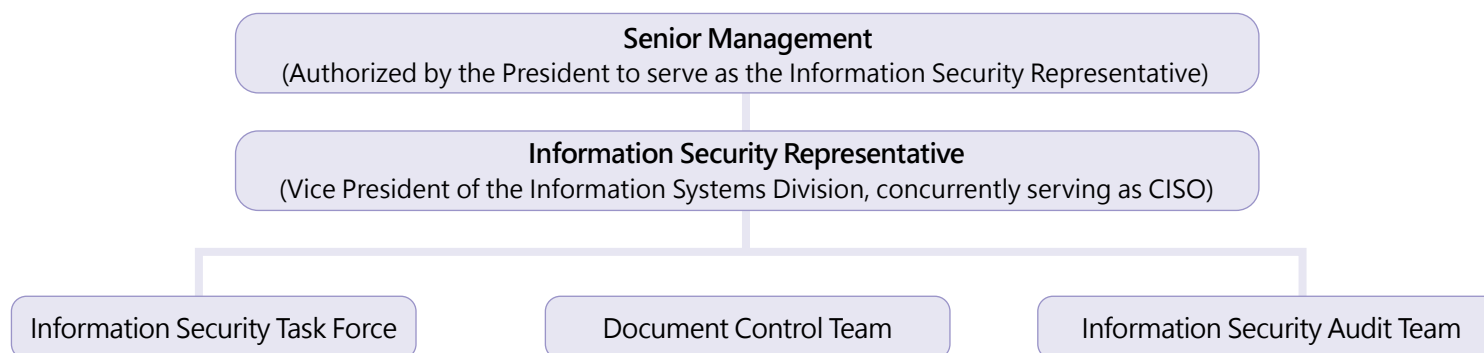 Senior Management
(Authorized by the President to serve as the Information Security Representative)
Information Security Representative
(Vice President of the Information Systems Division, concurrently serving as CISO)
Information Security Task Force
Document Control Team
Information Security Audit Team